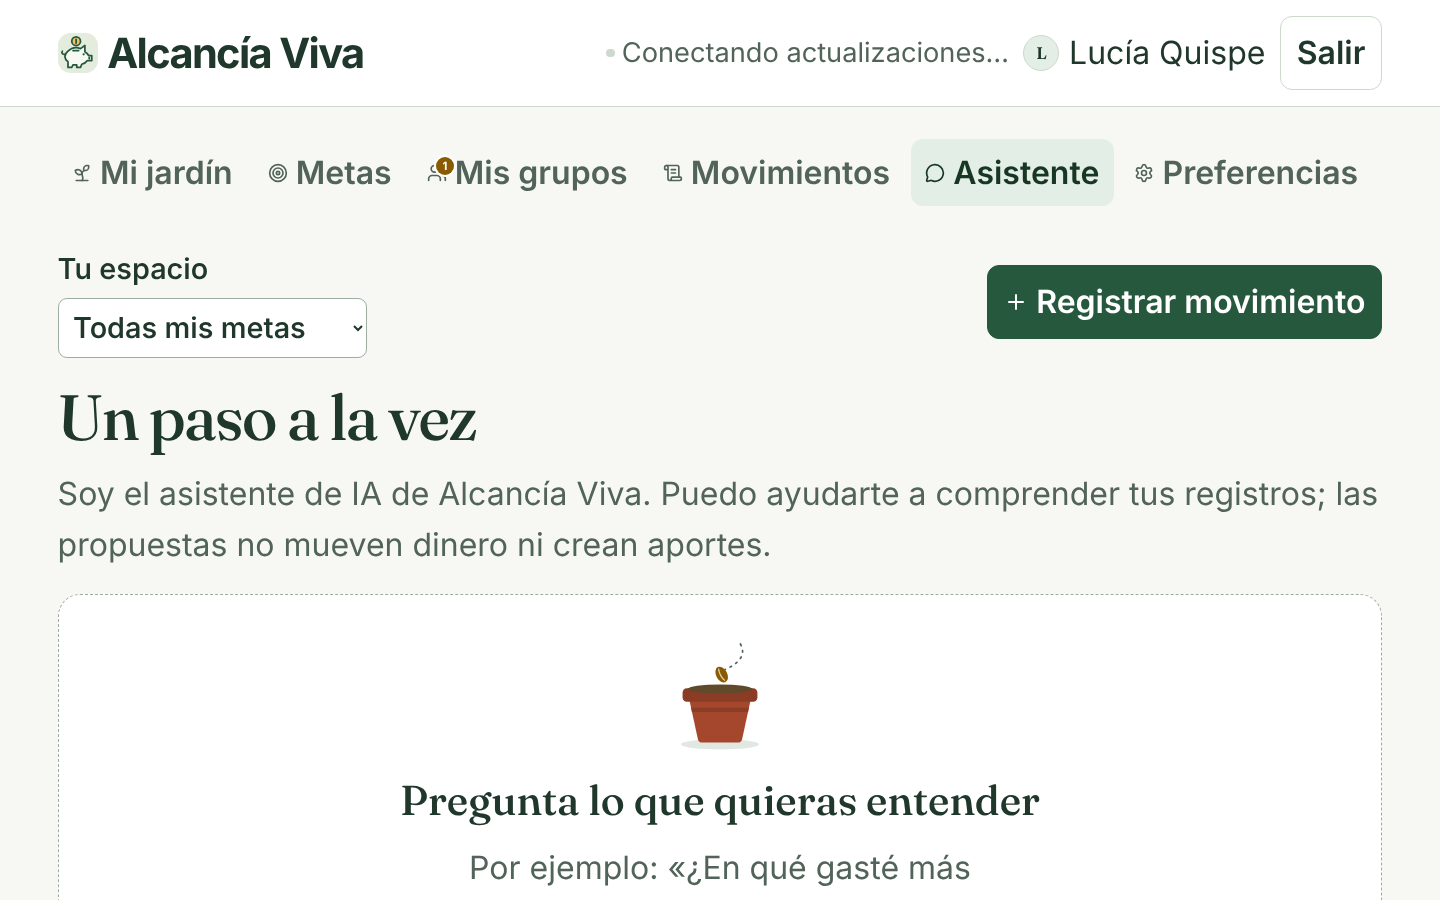 Alcancía Viva
Conectando actualizaciones...
L
Lucía Quispe
Salir
Mi jardín
Metas
1
Mis grupos
Movimientos
Asistente
Preferencias
Tu espacio
Todas mis metas
+ Registrar movimiento
Un paso a la vez
Soy el asistente de IA de Alcancía Viva. Puedo ayudarte a comprender tus registros; las
propuestas no mueven dinero ni crean aportes.
Pregunta lo que quieras entender
Por ejemplo: «¿En qué gasté más